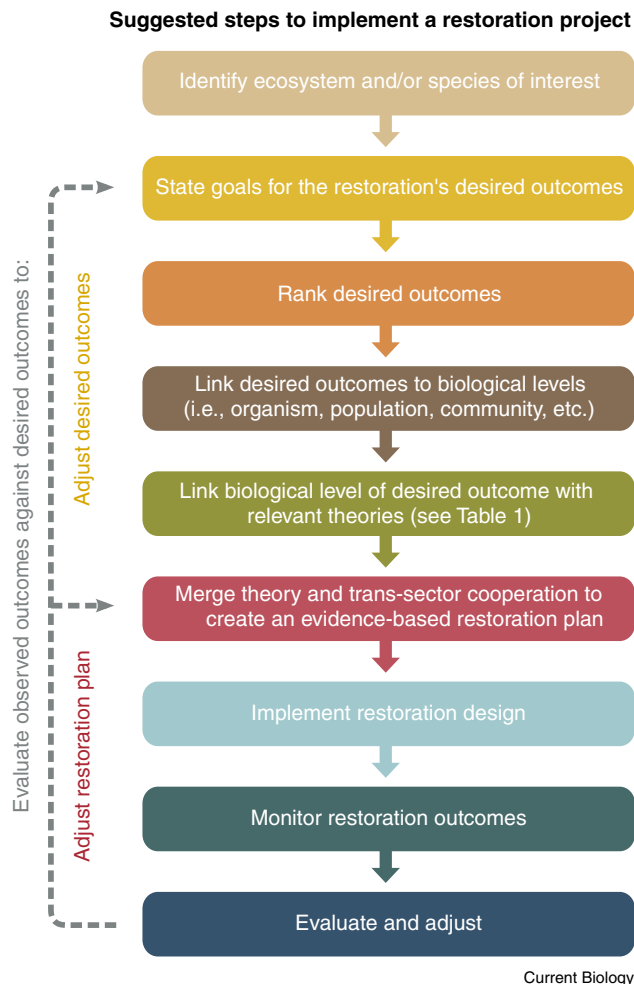 Suggested steps to implement a restoration project
Identify ecosystem and/or species of interest
State goals for the restoration's desired outcomes
Rank desired outcomes
Link desired outcomes to biological levels
(i.e., organism, population, community, etc.)
Link biological level of desired outcome with
relevant theories (see Table 1)
Merge theory and trans-sector cooperation to
create an evidence-based restoration plan
Implement restoration design
Monitor restoration outcomes
Evaluate and adjust
Evaluate observed outcomes against desired outcomes to:
Adjust desired outcomes
Adjust restoration plan
Current Biology